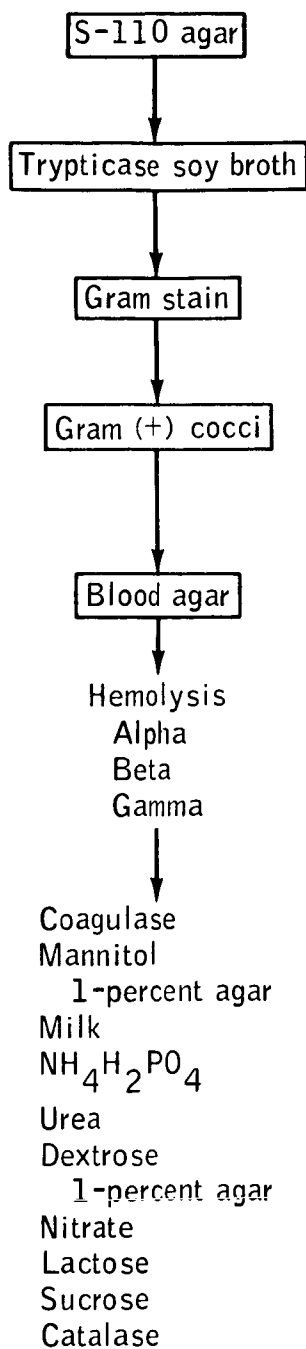 S-110 agar
Trypticase soy broth
Gram stain
Gram (+) cocci
Blood agar
Hemolysis
Alpha
Beta
Gamma
Coagulase
Mannitol
1-percent agar
Milk
NH4H2PO4
Urea
Dextrose
1-percent agar
Nitrate
Lactose
Sucrose
Catalase